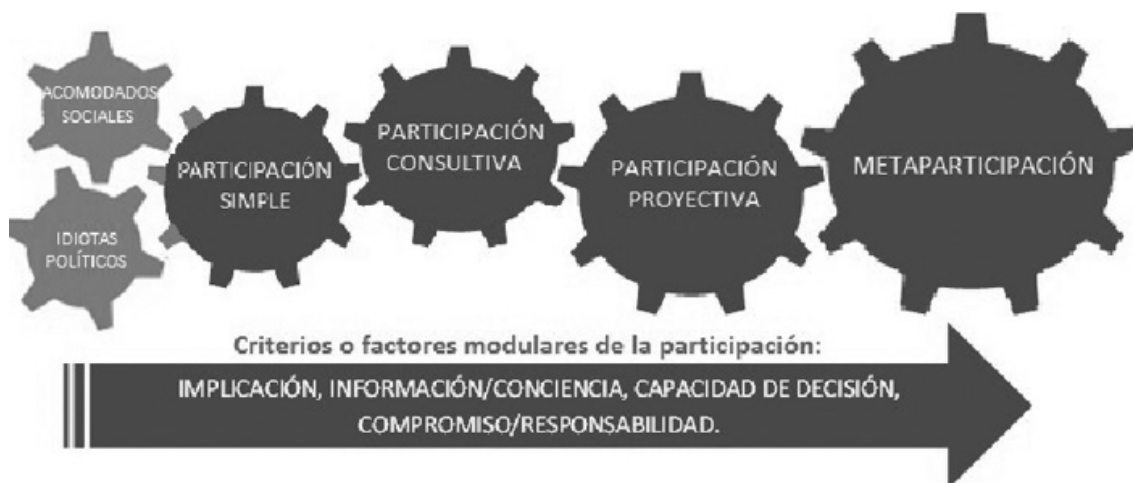 ACOMODADOS
SOCIALES
IDIOTAS
POLÍTICOS
PARTICIPACIÓN
SIMPLE
PARTICIPACIÓN
CONSULTIVA
PARTICIPACIÓN
PROYECTIVA
METAPARTICIPACIÓN
Criterios o factores modulares de la participación:
IMPLICACIÓN, INFORMACIÓN/CONCIENCIA, CAPACIDAD DE DECISIÓN,
COMPROMISO/RESPONSABILIDAD.